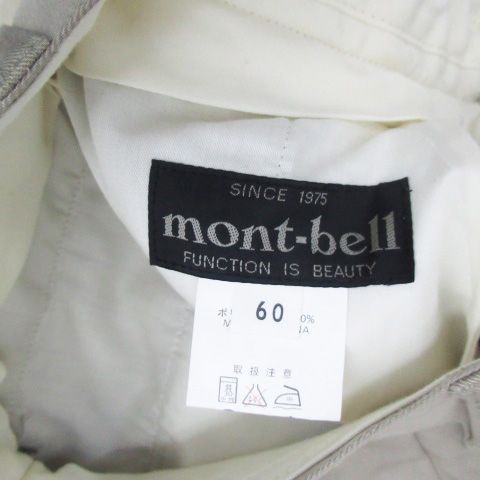 SINCE 1975
mont-bell
FUNCTION IS BEAUTY
60
取扱注意